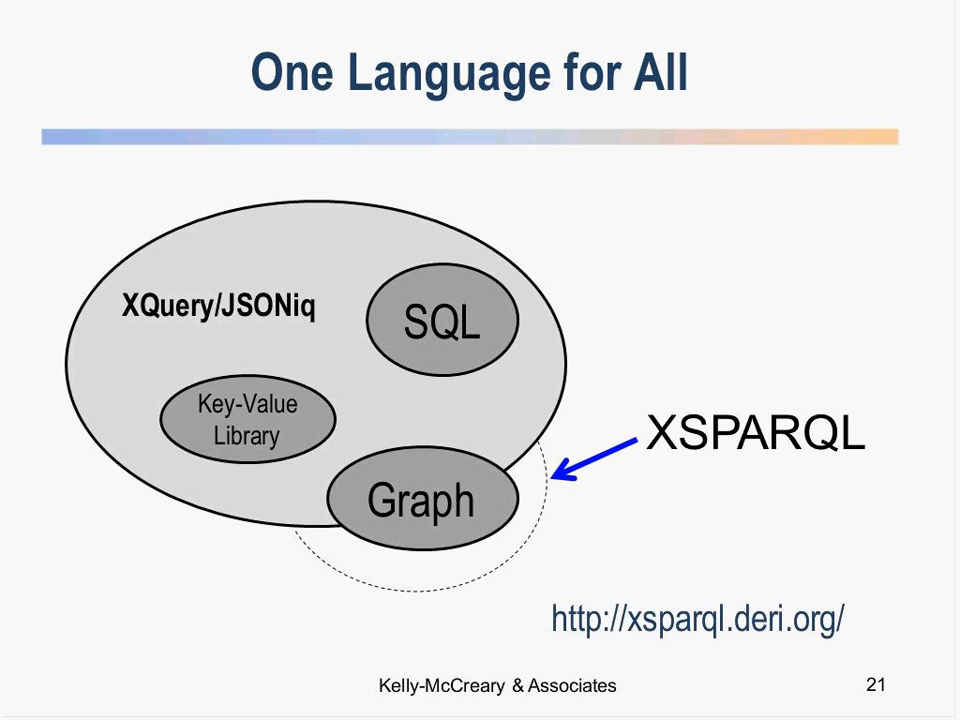 One Language for All
XQuery/JSONiq
SQL
Key-Value
Library
Graph
XSPARQL
http://xsparql.deri.org/
Kelly-McCreary & Associates
21